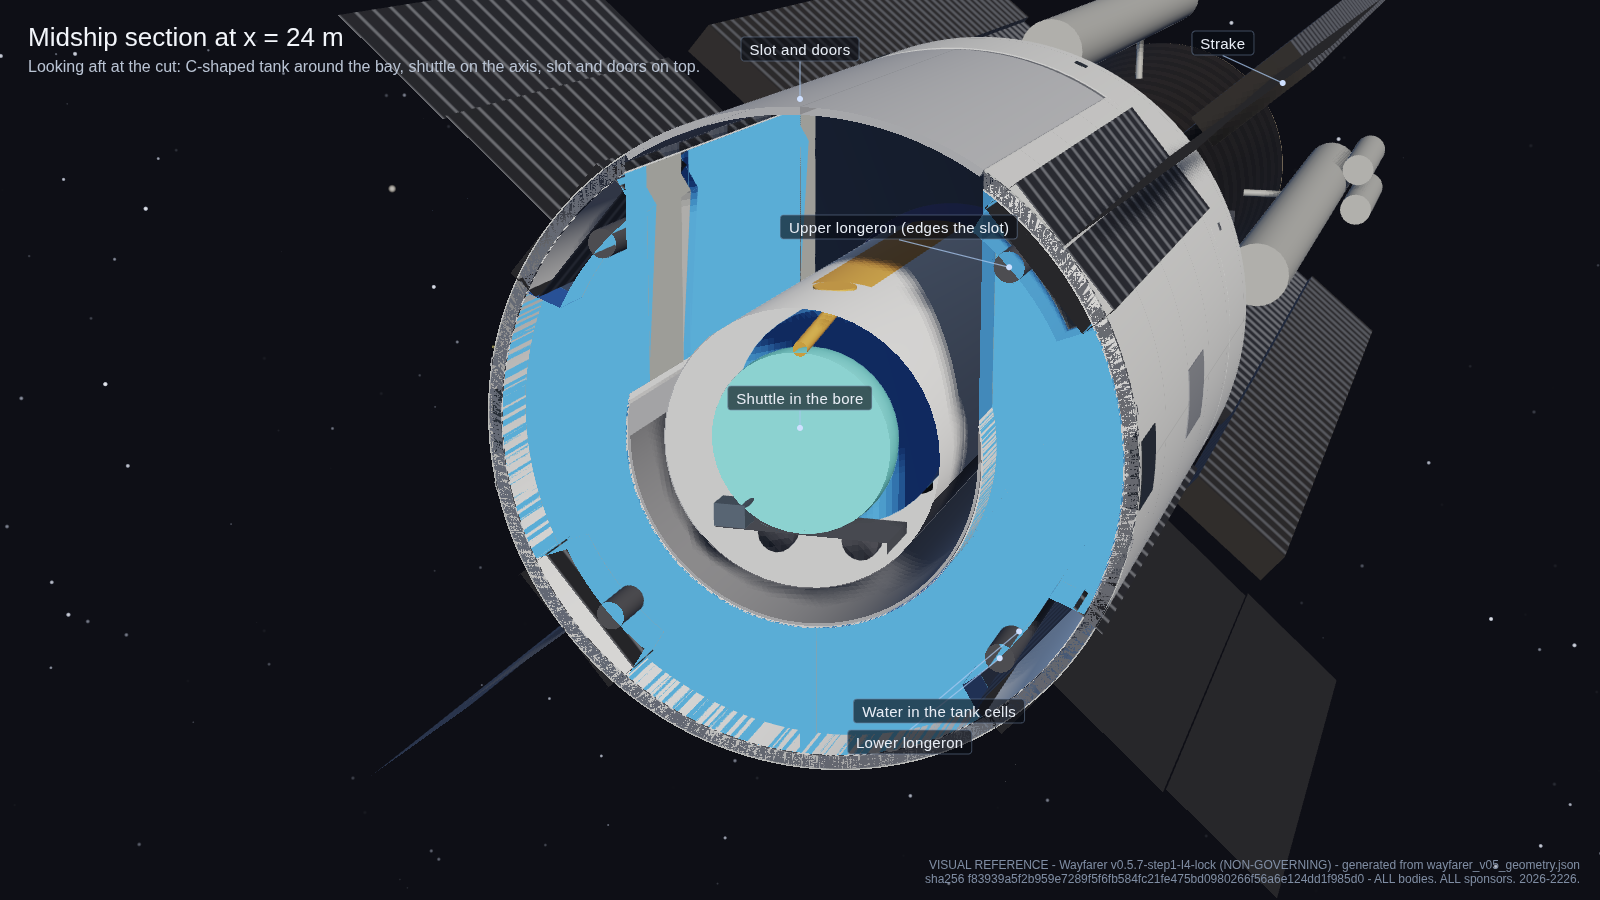 Midship section at x = 24 m
Looking aft at the cut: C-shaped tank around the bay, shuttle on the axis, slot and doors on top.
Slot and doors
Strake
Upper longeron (edges the slot)
Shuttle in the bore
Water in the tank cells
Lower longeron
VISUAL REFERENCE - Wayfarer v0.5.7-step1-I4-lock (NON-GOVERNING) - generated from wayfarer_v05_geometry.json
sha256 f83939a5f2b959e7289f5f6fb584fc21fe475bd0980266f56a6e124dd1f985d0 - ALL bodies. ALL sponsors. 2026-2226.